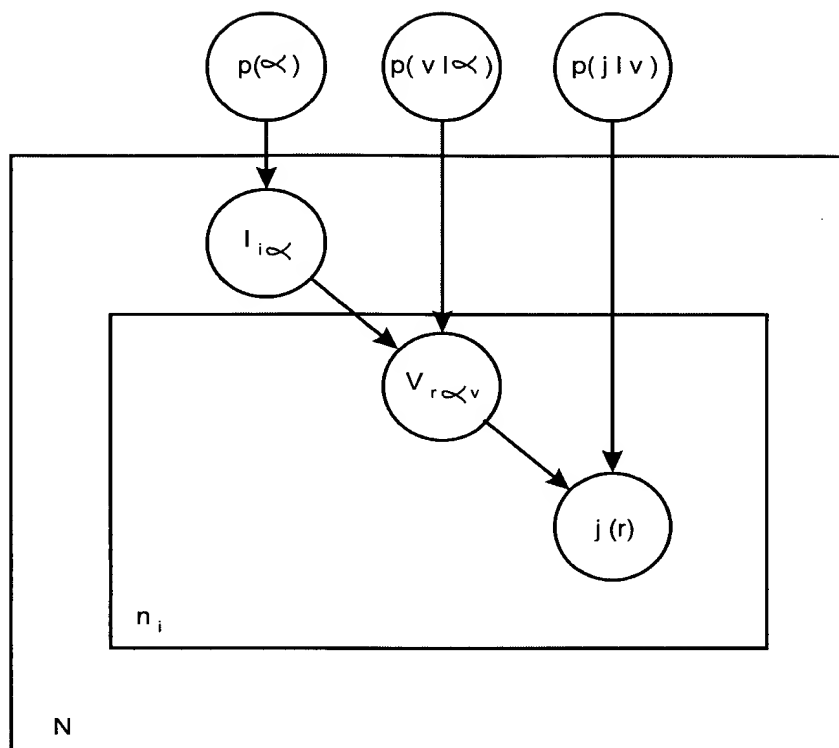 p(∝) p(v|∝) p(j|v)
I i∝
V r∝v
j(r)
n i
N